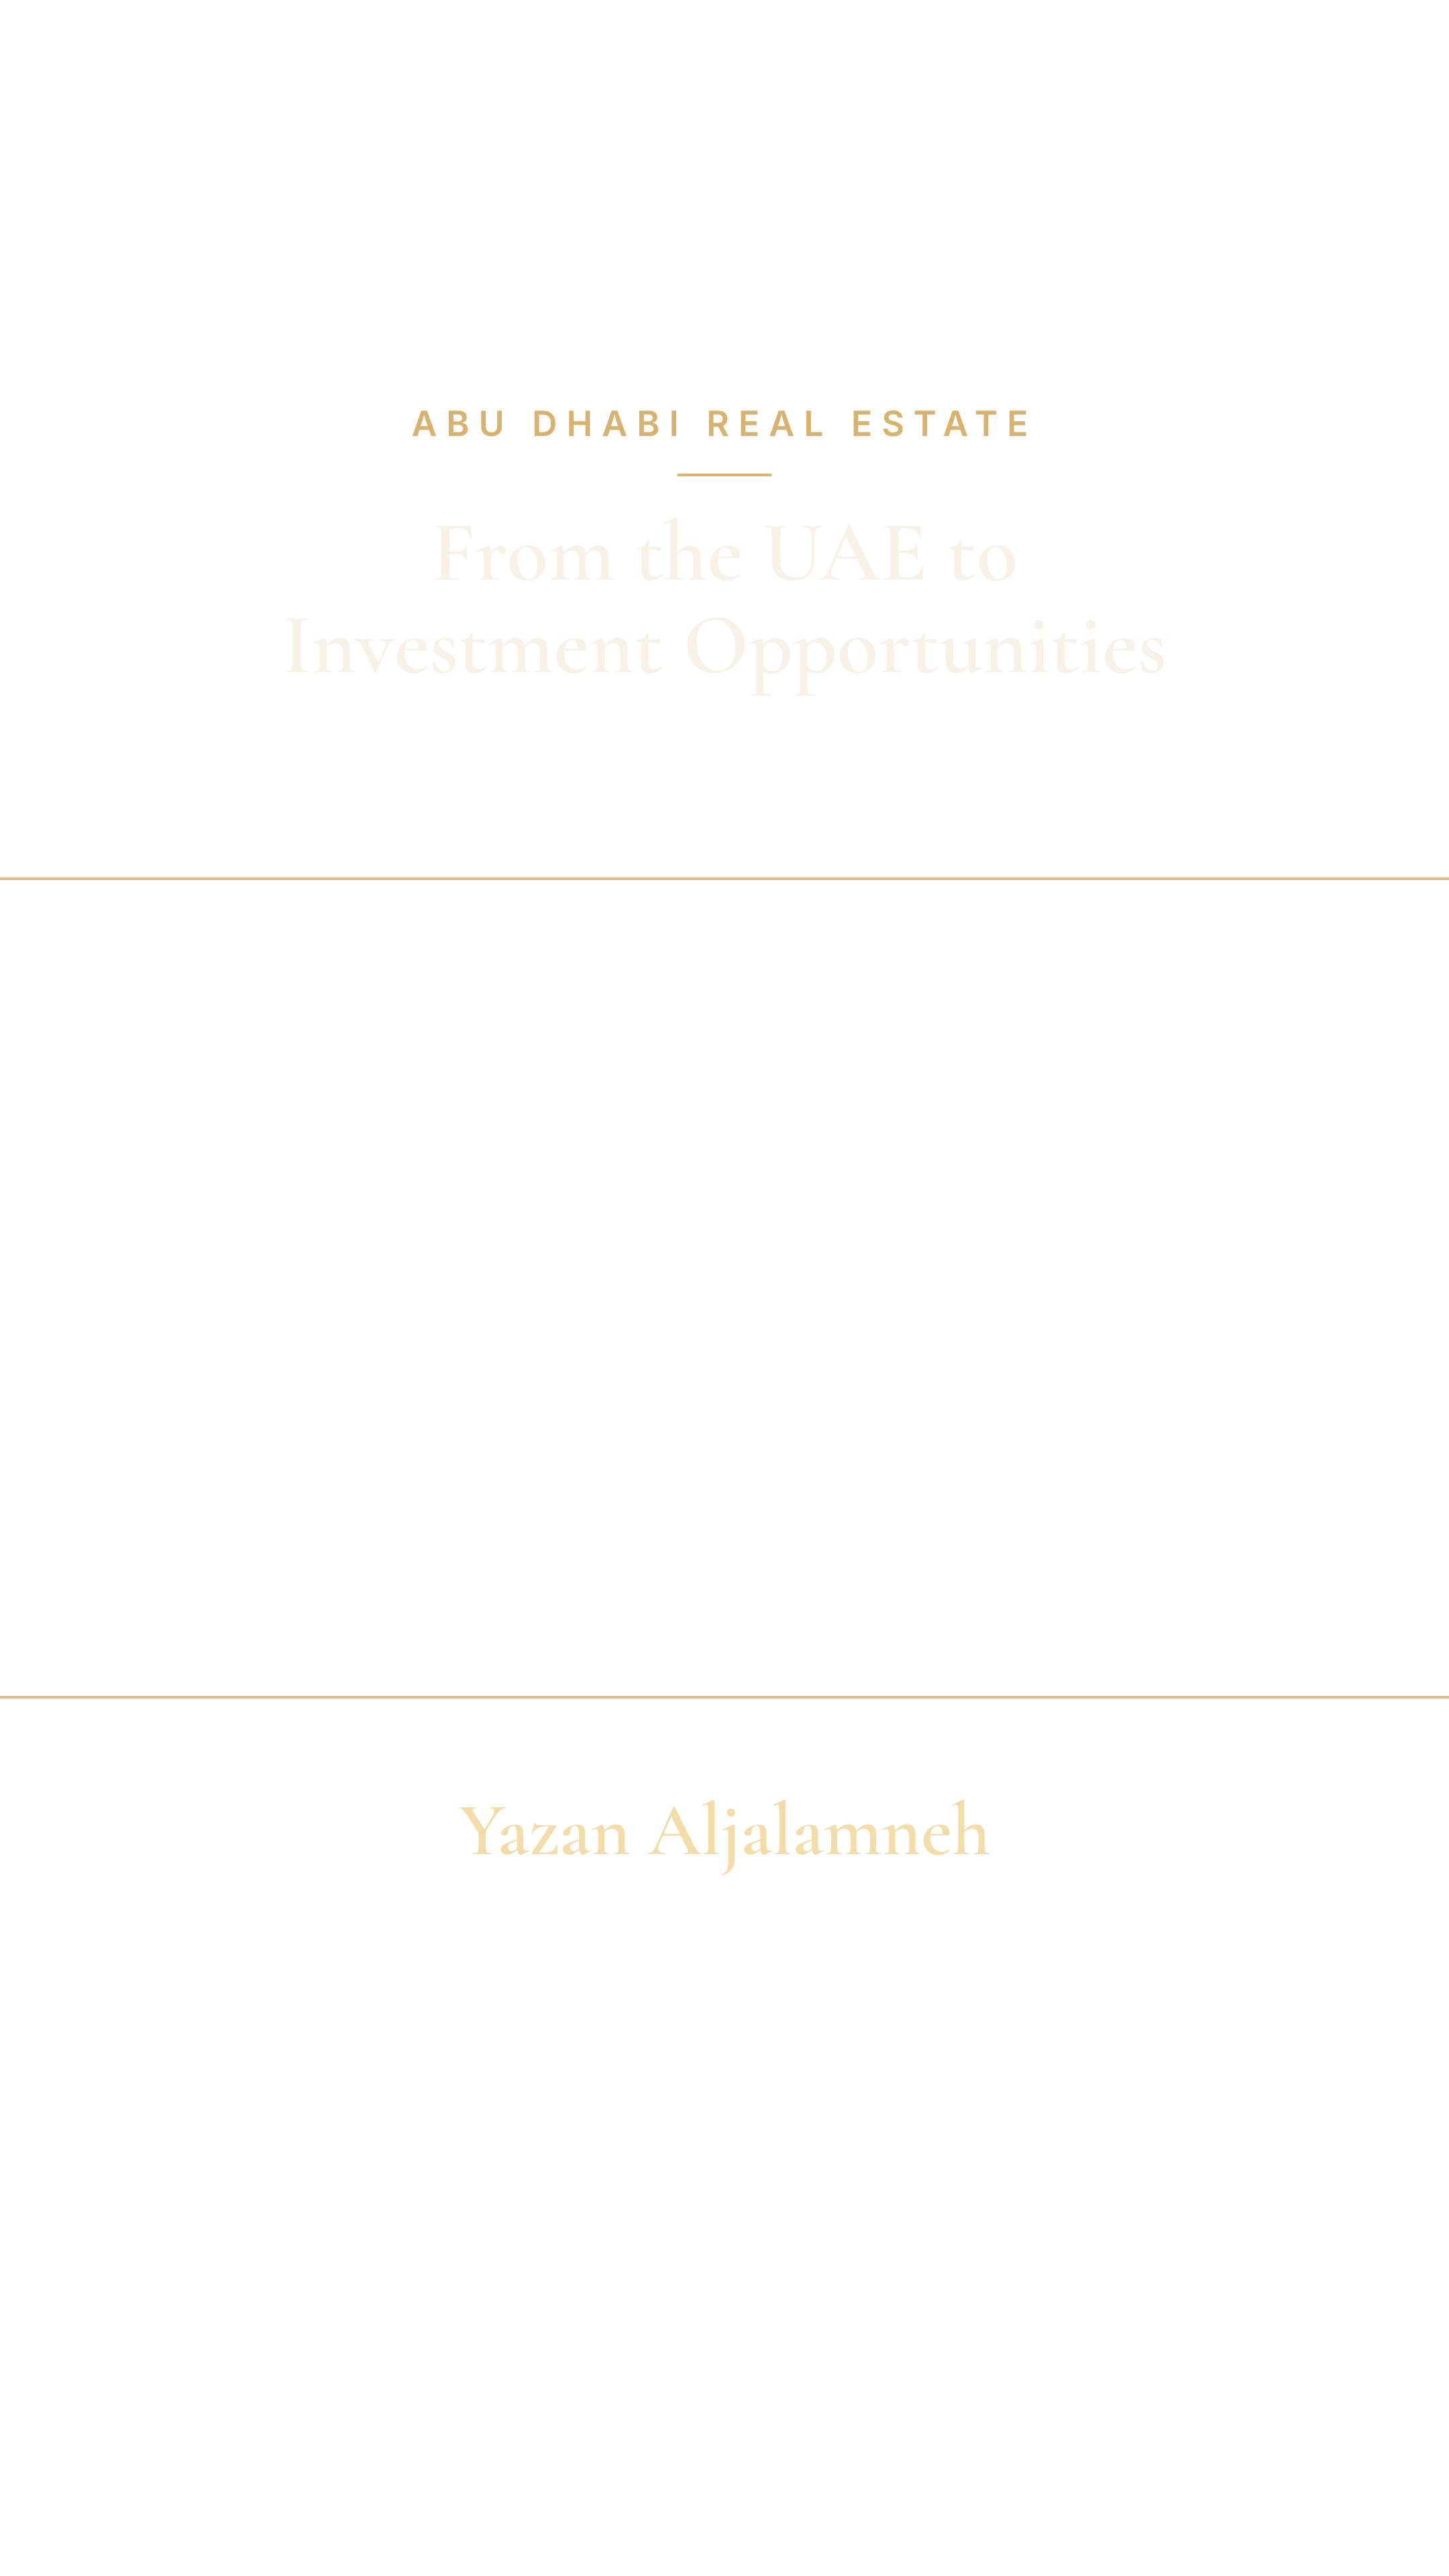 ABU DHABI REAL ESTATE
From the UAE to
Investment Opportunities
Yazan Aljalamneh